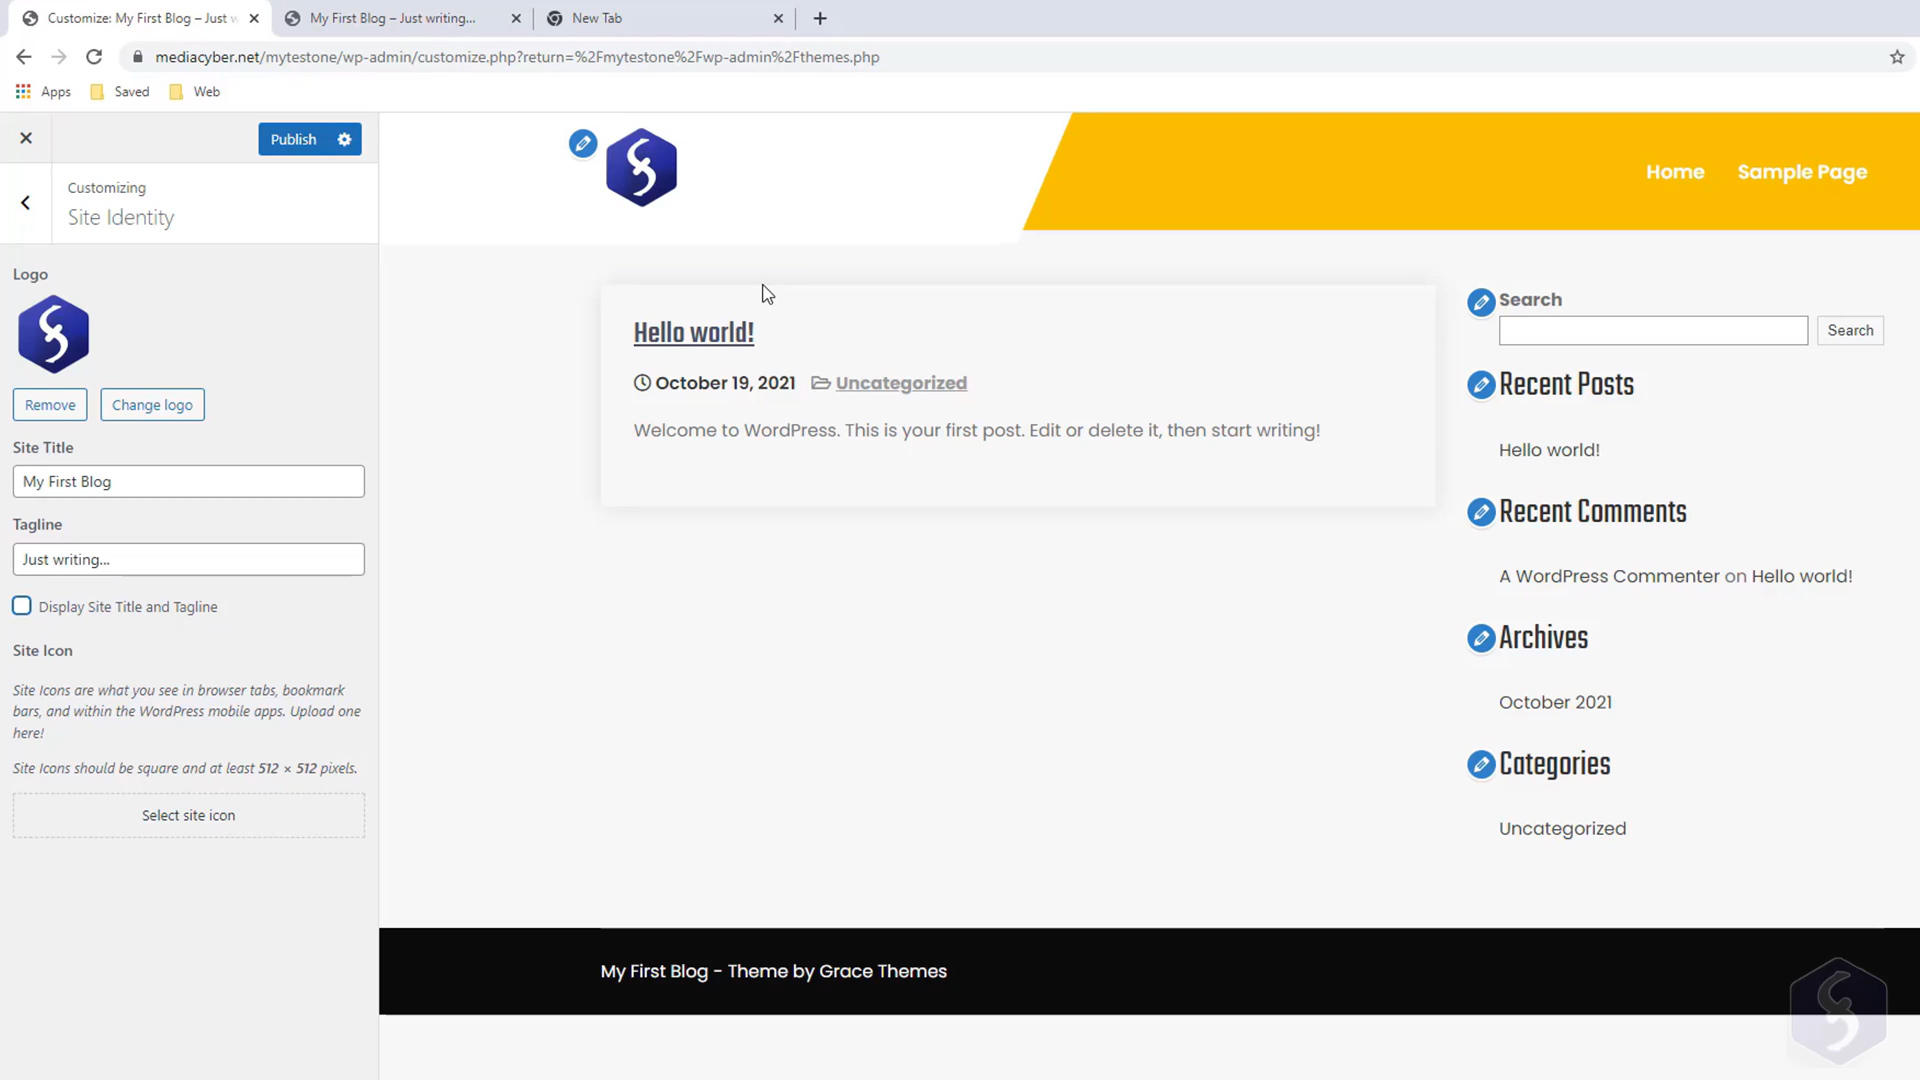 Customize: My First Blog – Just w
My First Blog – Just writing...
New Tab
mediacyber.net/mytestone/wp-admin/customize.php?return=%2Fmytestone%2Fwp-admin%2Fthemes.php
Apps
Saved
Web
Publish
Customizing
Site Identity
Logo
Remove
Change logo
Site Title
My First Blog
Tagline
Just writing...
Display Site Title and Tagline
Site Icon
Site Icons are what you see in browser tabs, bookmark
bars, and within the WordPress mobile apps. Upload one
here!
Site Icons should be square and at least 512 × 512 pixels.
Select site icon
Home
Sample Page
Hello world!
October 19, 2021
Uncategorized
Welcome to WordPress. This is your first post. Edit or delete it, then start writing!
Search
Search
Recent Posts
Hello world!
Recent Comments
A WordPress Commenter on Hello world!
Archives
October 2021
Categories
Uncategorized
My First Blog - Theme by Grace Themes